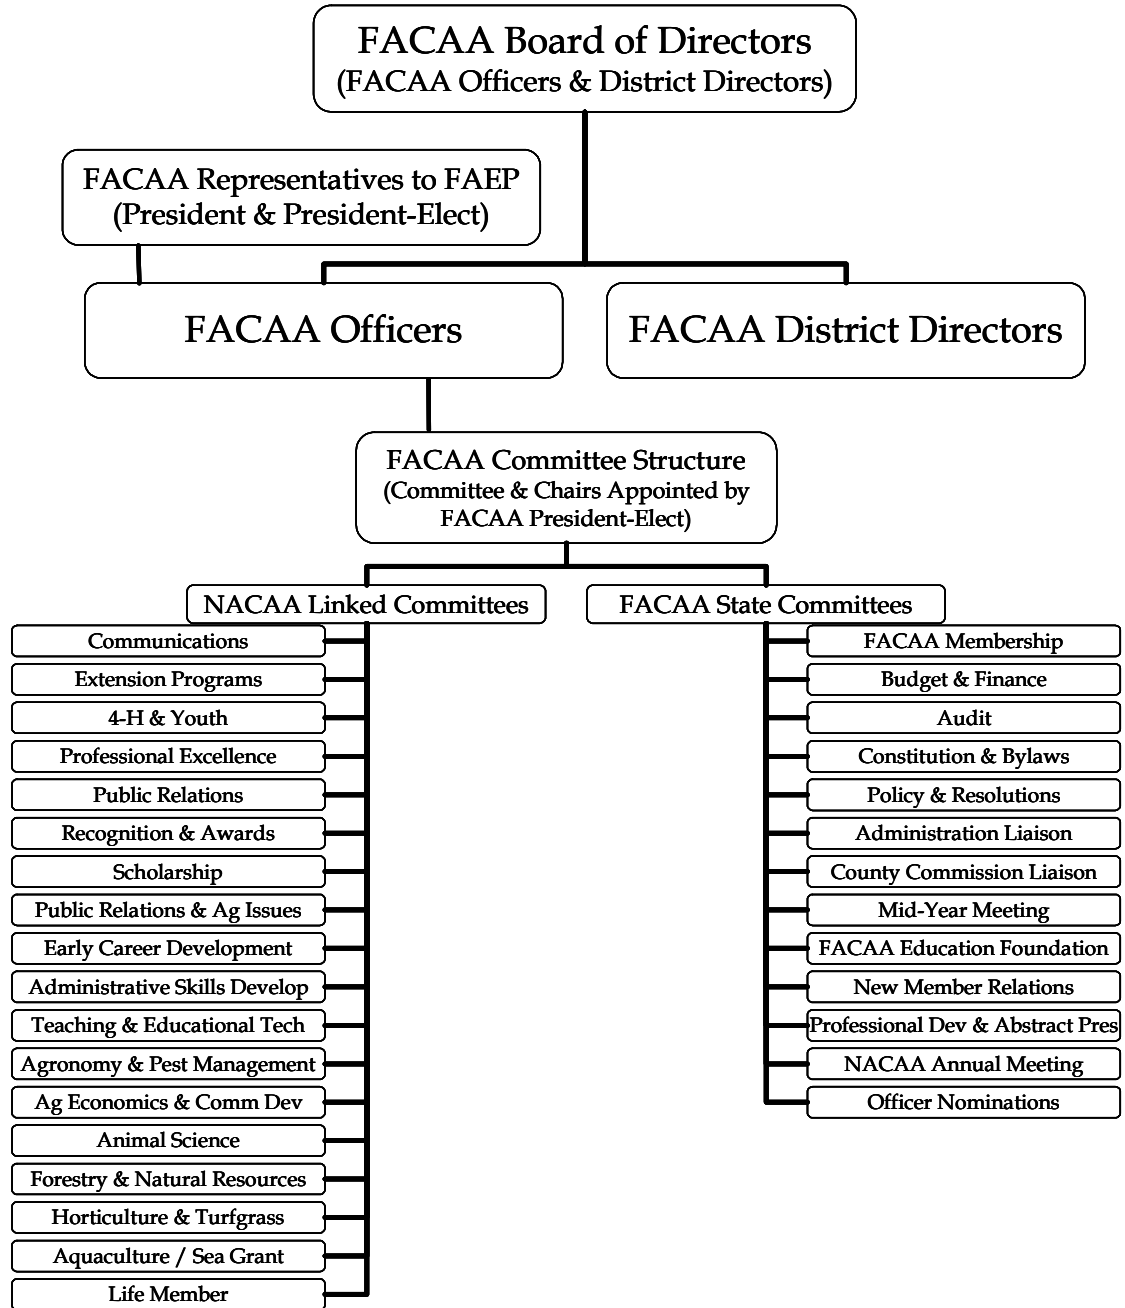 FACAA Board of Directors
(FACAA Officers & District Directors)
FACAA Representatives to FAEP
(President & President-Elect)
FACAA Officers
FACAA District Directors
FACAA Committee Structure
(Committee & Chairs Appointed by
FACAA President-Elect)
NACAA Linked Committees
Communications
Extension Programs
4-H & Youth
Professional Excellence
Public Relations
Recognition & Awards
Scholarship
Public Relations & Ag Issues
Early Career Development
Administrative Skills Develop
Teaching & Educational Tech
Agronomy & Pest Management
Ag Economics & Comm Dev
Animal Science
Forestry & Natural Resources
Horticulture & Turfgrass
Aquaculture / Sea Grant
Life Member
FACAA State Committees
FACAA Membership
Budget & Finance
Audit
Constitution & Bylaws
Policy & Resolutions
Administration Liaison
County Commission Liaison
Mid-Year Meeting
FACAA Education Foundation
New Member Relations
Professional Dev & Abstract Pres
NACAA Annual Meeting
Officer Nominations